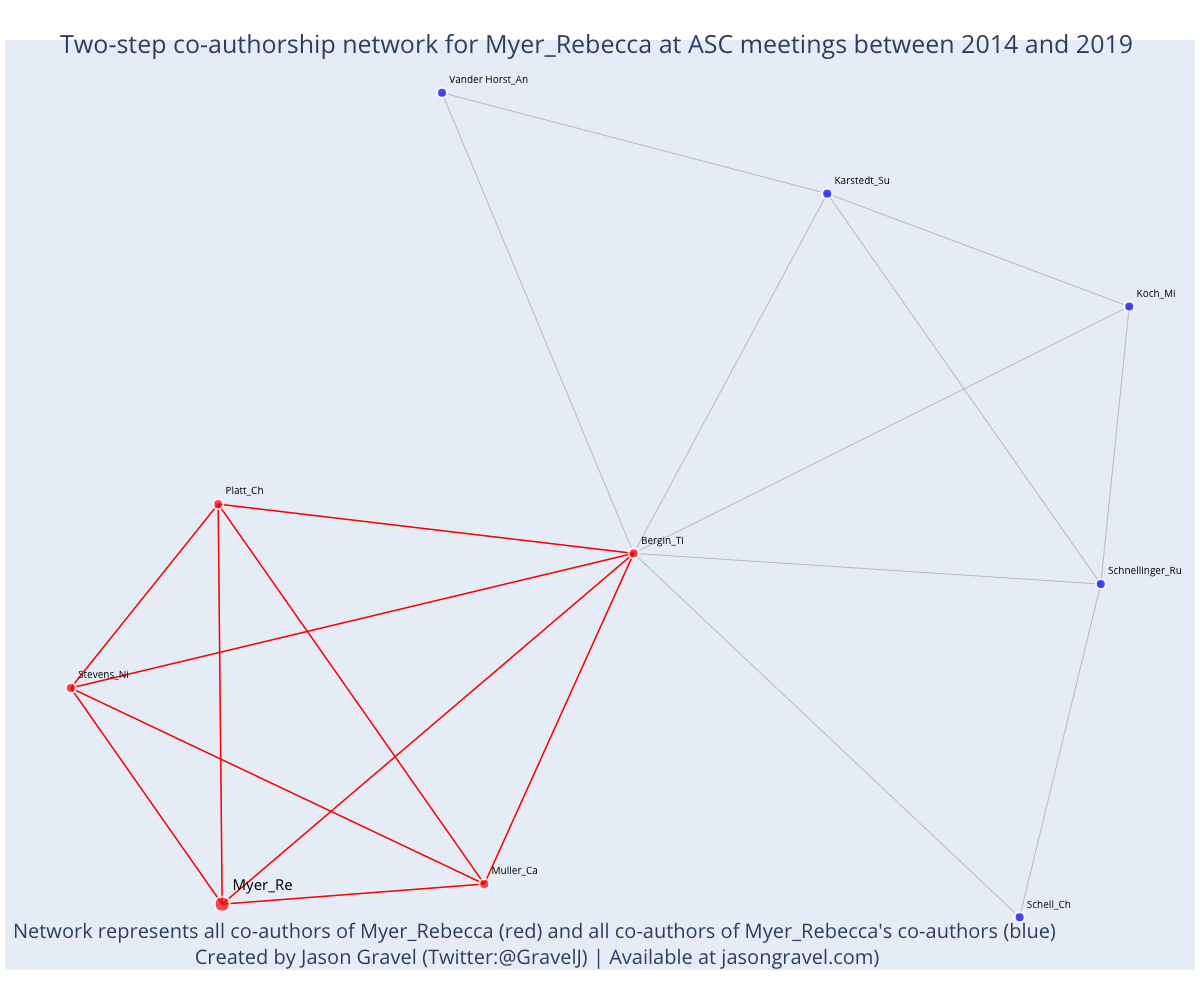 Two-step co-authorship network for Myer_Rebecca at ASC meetings between 2014 and 2019
Vander Horst_An
Karstedt_Su
Koch_Mi
Platt_Ch
Bergin_Ti
Schnellinger_Ru
Stevens_Ni
Muller_Ca
Myer_Re
Schell_Ch
Network represents all co-authors of Myer_Rebecca (red) and all co-authors of Myer_Rebecca's co-authors (blue)
Created by Jason Gravel (Twitter:@GravelJ) | Available at jasongravel.com)